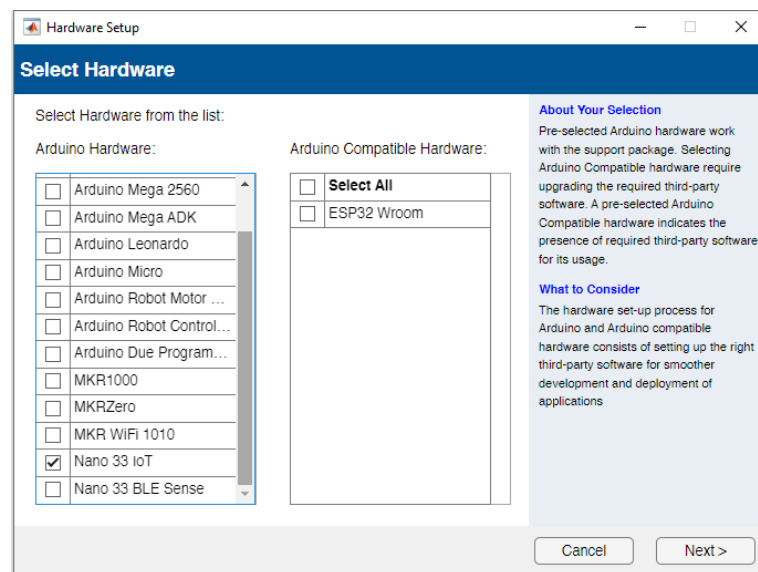 Hardware Setup
Select Hardware
Select Hardware from the list:
Arduino Hardware:
Arduino Mega 2560
Arduino Mega ADK
Arduino Leonardo
Arduino Micro
Arduino Robot Motor ...
Arduino Robot Control...
Arduino Due Program...
MKR1000
MKRZero
MKR WiFi 1010
Nano 33 IoT
Nano 33 BLE Sense
Arduino Compatible Hardware:
Select All
ESP32 Wroom
About Your Selection
Pre-selected Arduino hardware work
with the support package. Selecting
Arduino Compatible hardware require
upgrading the required third-party
software. A pre-selected Arduino
Compatible hardware indicates the
presence of required third-party software
for its usage.
What to Consider
The hardware set-up process for
Arduino and Arduino compatible
hardware consists of setting up the right
third-party software for smoother
development and deployment of
applications
Cancel
Next >